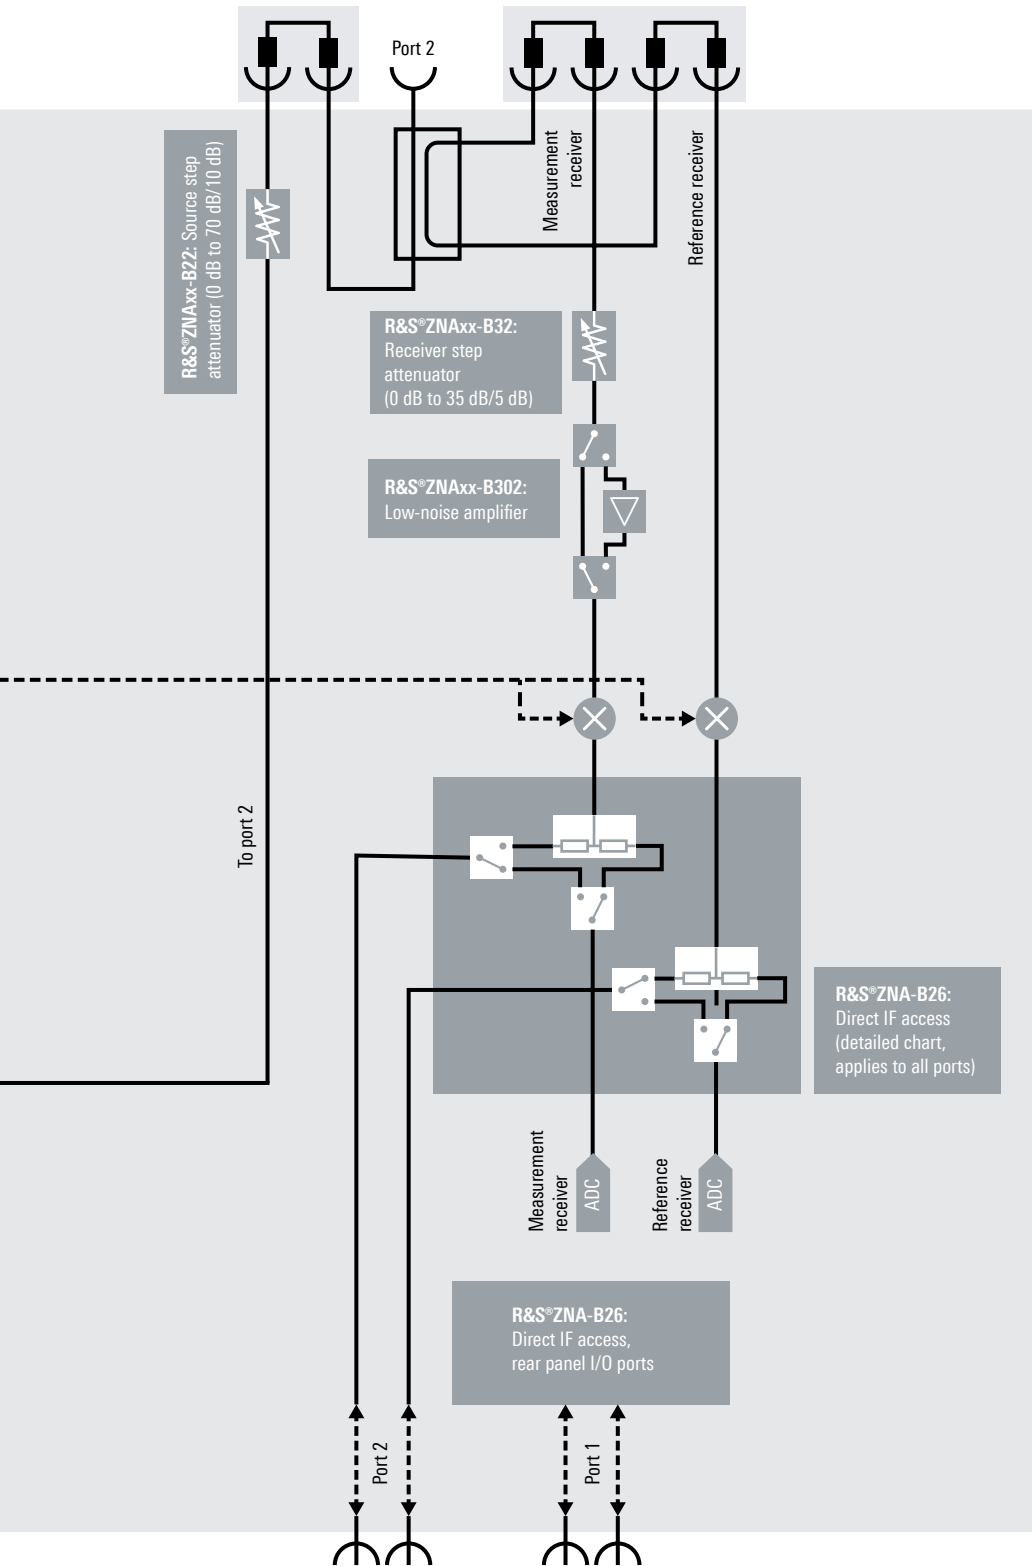 Port 2
Measurement
receiver
Reference receiver
R&S®ZNAxx-B22: Source step
attenuator (0 dB to 70 dB/10 dB)
R&S®ZNAxx-B32:
Receiver step
attenuator
(0 dB to 35 dB/5 dB)
R&S®ZNAxx-B302:
Low-noise amplifier
To port 2
R&S®ZNA-B26:
Direct IF access
(detailed chart,
applies to all ports)
Measurement
receiver
ADC
Reference
receiver
ADC
R&S®ZNA-B26:
Direct IF access,
rear panel I/O ports
Port 2
Port 1